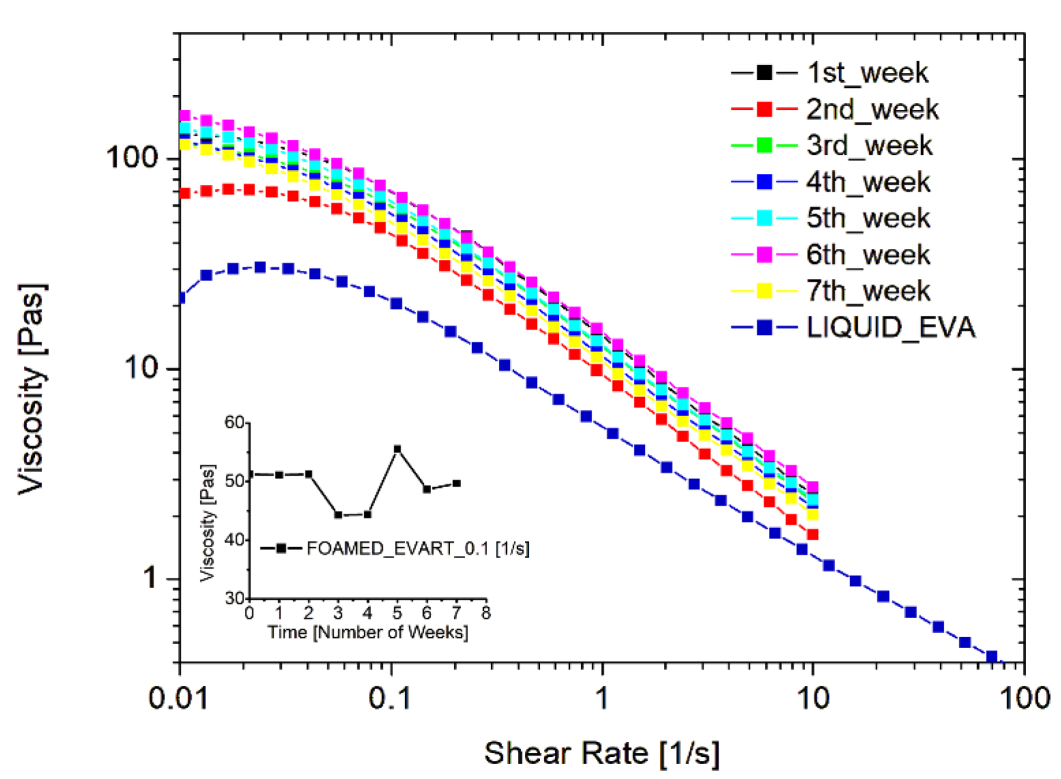 1st_week
2nd_week
100
3rd_week
4th_week
5th_week
6th_week
7th_week
LIQUID_EVA
Viscosity [Pas]
10
60
50
Viscosity [Pas]
40
FOAMED_EVART_0.1 [1/s]
30
0 1 2 3 4 5 6 7 8
Time [Number of Weeks]
1
0.01 0.1 1 10 100
Shear Rate [1/s]